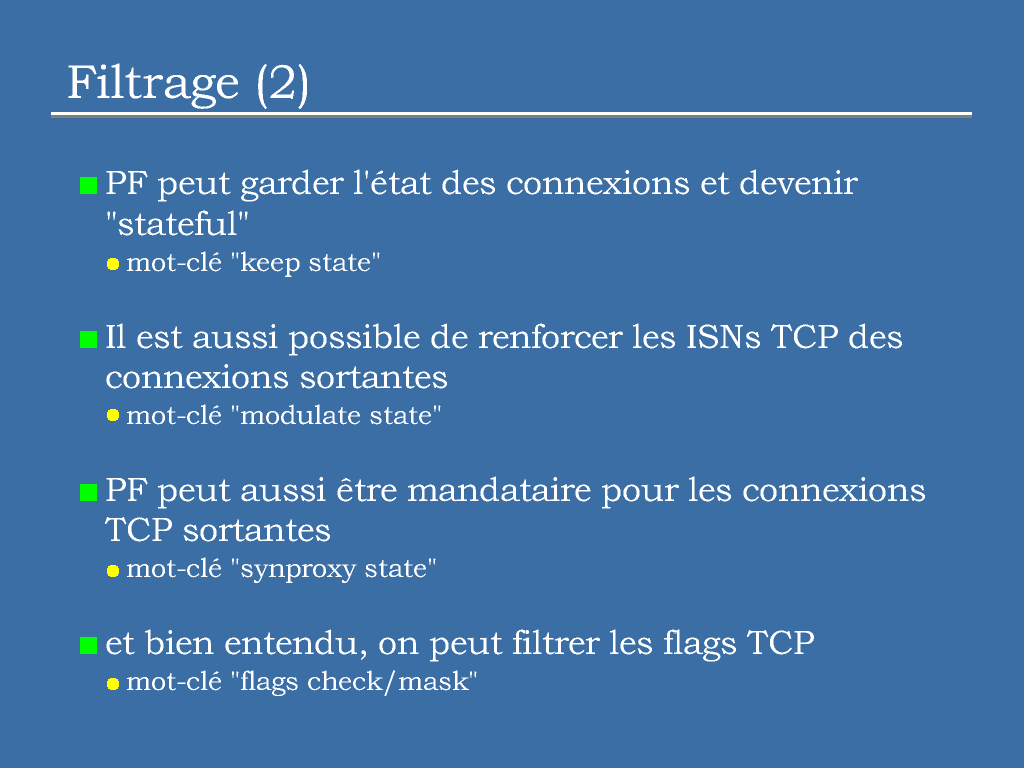 Filtrage (2)
PF peut garder l'état des connexions et devenir
"stateful"
mot-clé "keep state"
Il est aussi possible de renforcer les ISNs TCP des
connexions sortantes
mot-clé "modulate state"
PF peut aussi être mandataire pour les connexions
TCP sortantes
mot-clé "synproxy state"
et bien entendu, on peut filtrer les flags TCP
mot-clé "flags check/mask"